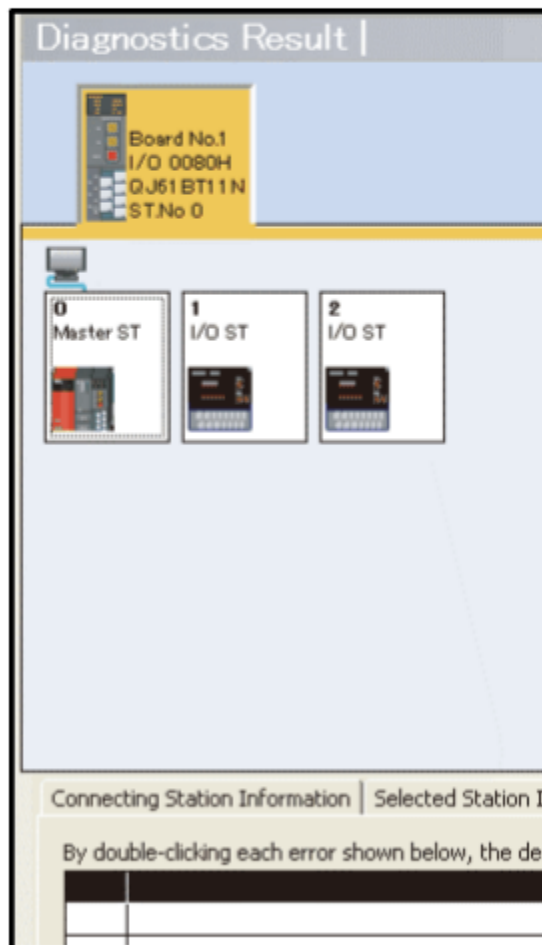 Diagnostics Result
Board No.1
I/O 0080H
QJ61BT11N
ST.No 0
0
Master ST
1
I/O ST
2
I/O ST
Connecting Station Information
Selected Station I
By double-clicking each error shown below, the de